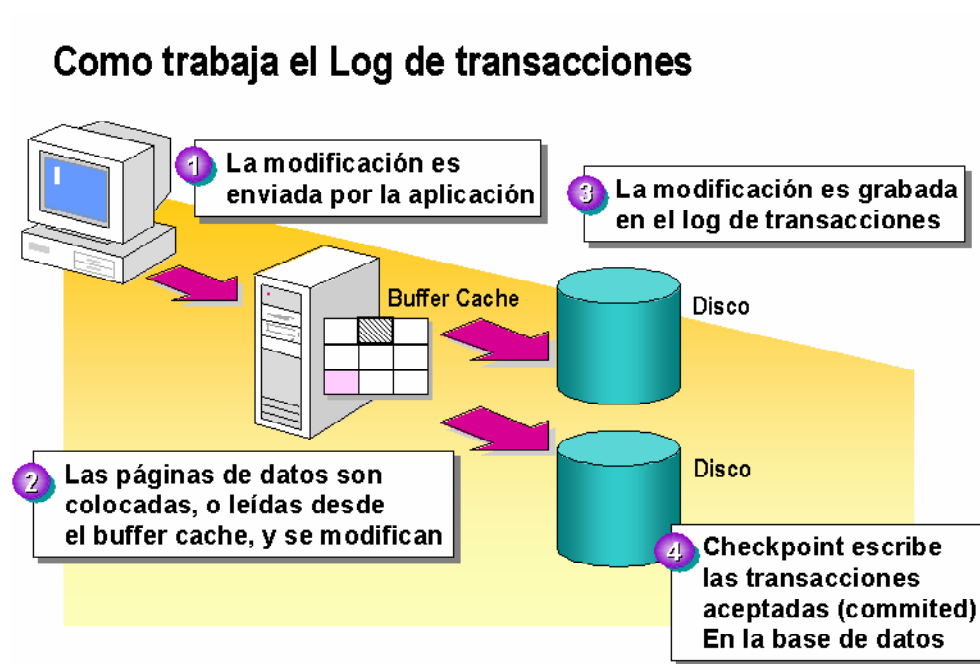 Como trabaja el Log de transacciones
1
La modificación es
enviada por la aplicación
3
La modificación es grabada
en el log de transacciones
Buffer Cache
Disco
2
Las páginas de datos son
colocadas, o leídas desde
el buffer cache, y se modifican
Disco
4
Checkpoint escribe
las transacciones
aceptadas (commited)
En la base de datos